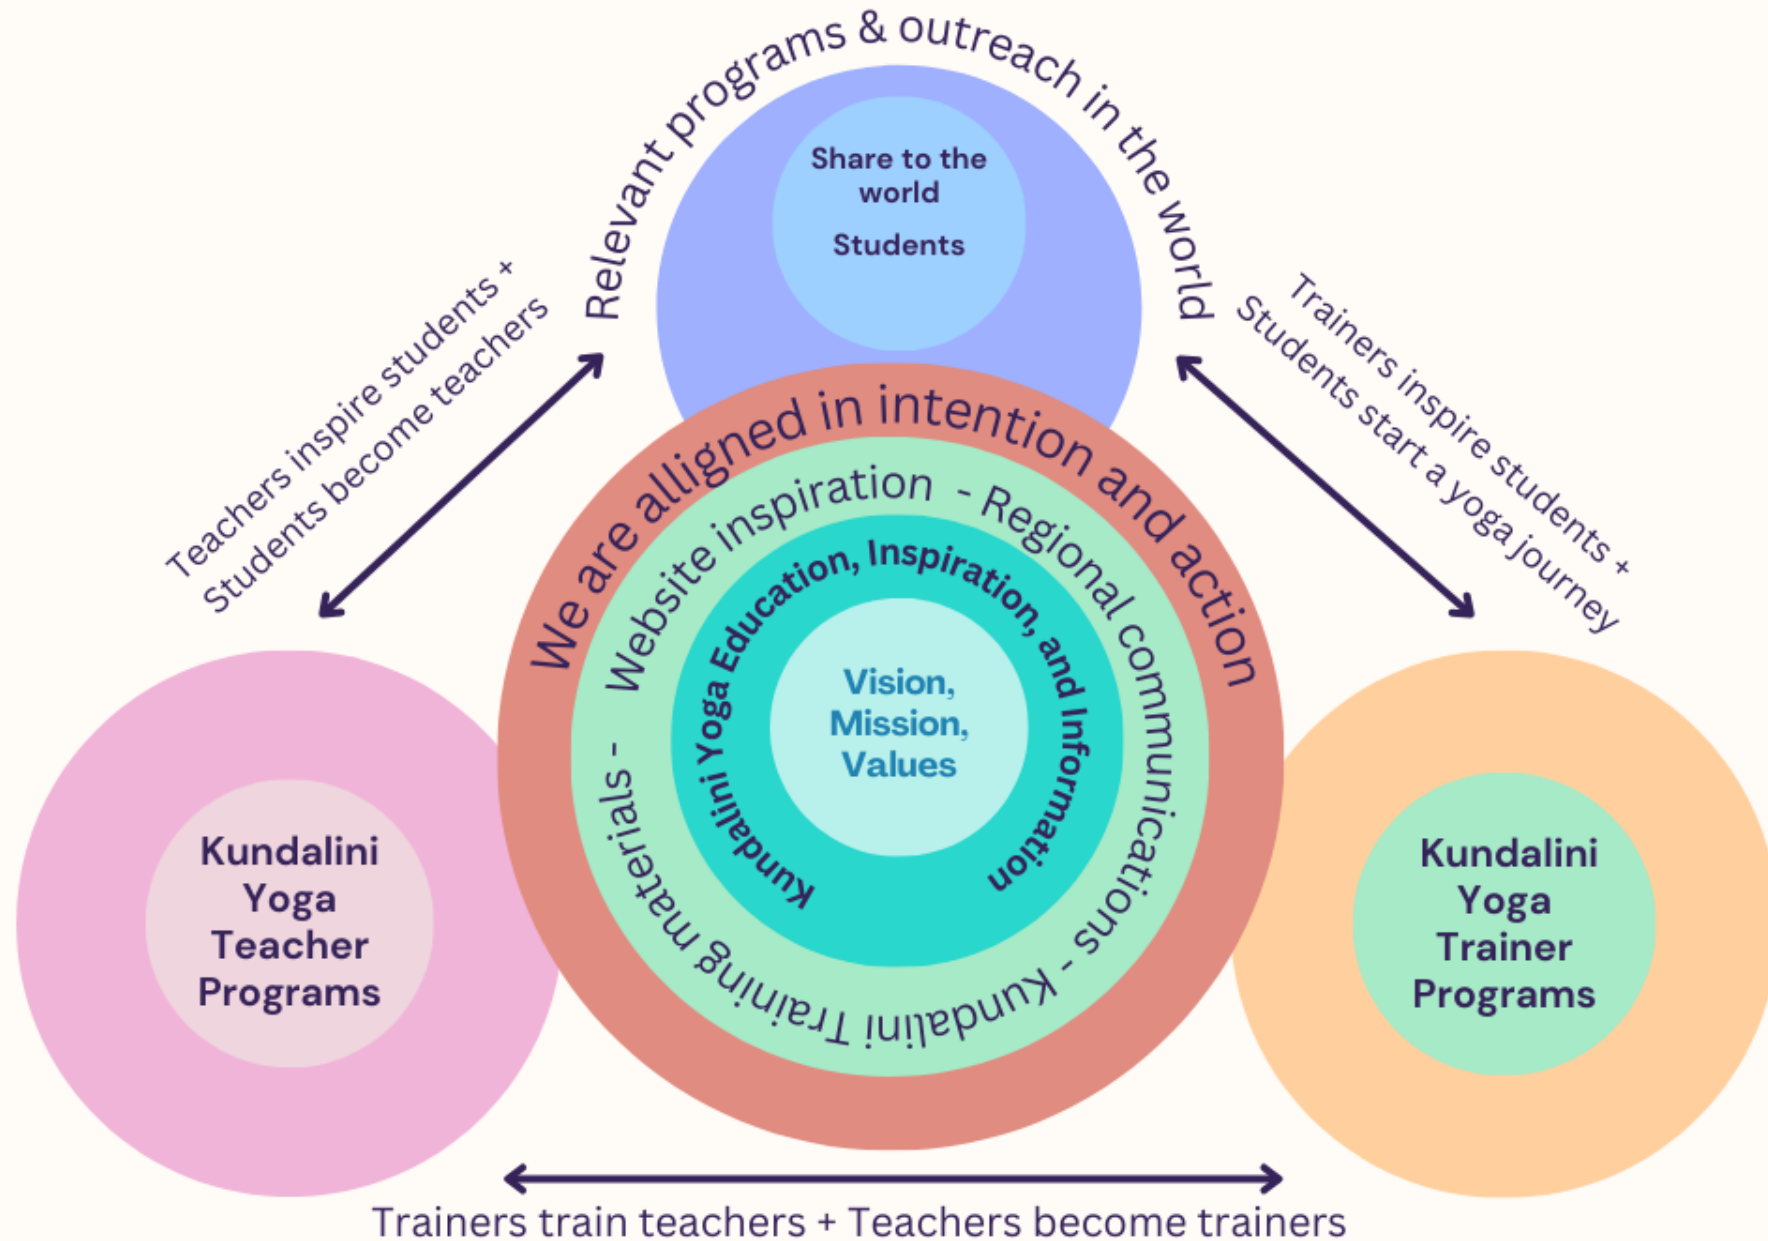 Relevant programs & outreach in the world
Share to the
world
Students
Teachers inspire students +
Students become teachers
Trainers inspire students +
Students start a yoga journey
We are alligned in intention and action
Website inspiration - Regional communications - Kundalini Training materials -
Kundalini Yoga Education, Inspiration, and Information
Vision,
Mission,
Values
Kundalini
Yoga
Teacher
Programs
Kundalini
Yoga
Trainer
Programs
Trainers train teachers + Teachers become trainers